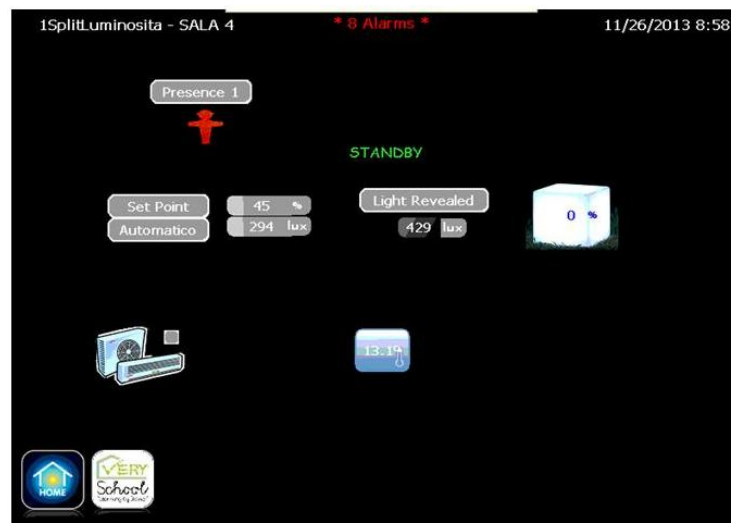 1SplitLuminosita - SALA 4
* 8 Alarms *
11/26/2013 8:58
Presence 1
STANDBY
Set Point 45 %
Light Revealed
0 %
Automatico 294 lux
429 lux
13.19
HOME
VERY
School